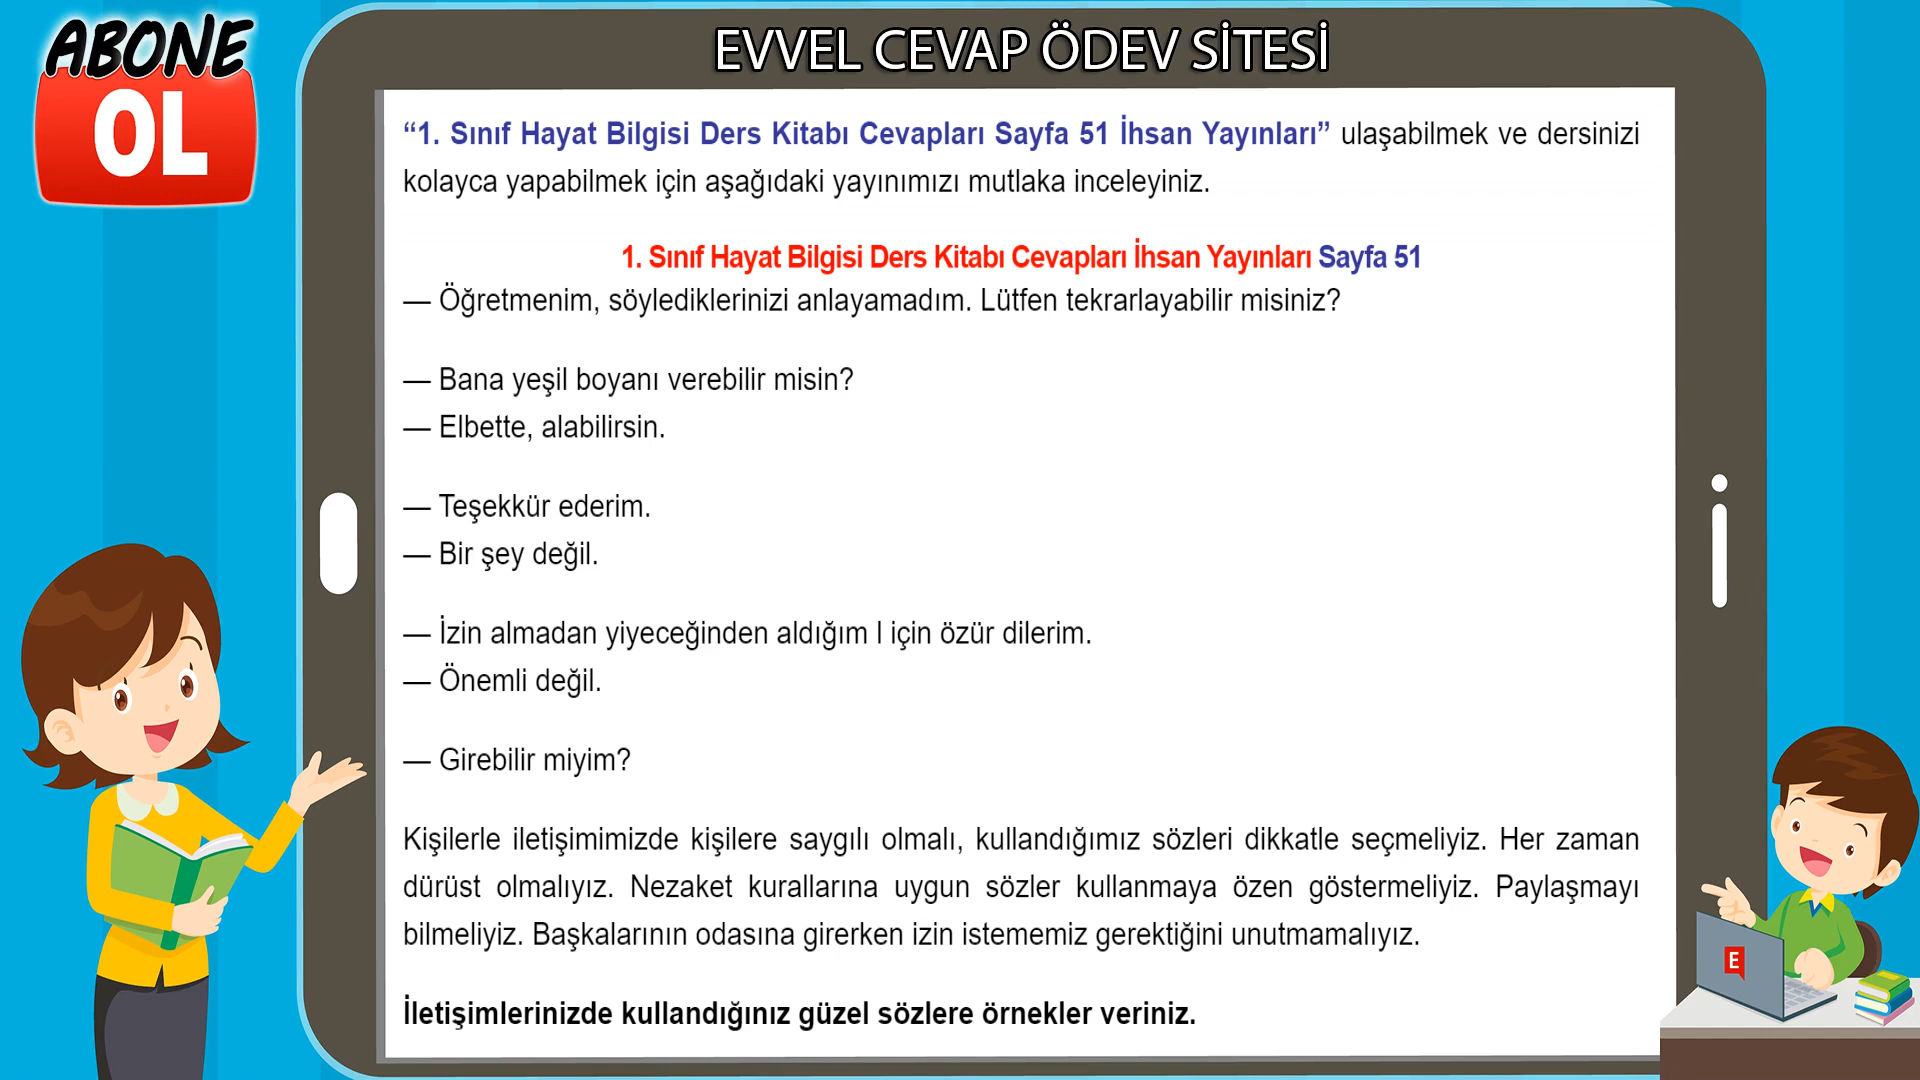 ABONE
OL
EVVEL CEVAP ÖDEV SİTESİ
“1. Sınıf Hayat Bilgisi Ders Kitabı Cevapları Sayfa 51 İhsan Yayınları” ulaşabilmek ve dersinizi
kolayca yapabilmek için aşağıdaki yayınımızı mutlaka inceleyiniz.
1. Sınıf Hayat Bilgisi Ders Kitabı Cevapları İhsan Yayınları Sayfa 51
— Öğretmenim, söylediklerinizi anlayamadım. Lütfen tekrarlayabilir misiniz?
— Bana yeşil boyanı verebilir misin?
— Elbette, alabilirsin.
— Teşekkür ederim.
— Bir şey değil.
— İzin almadan yiyeceğinden aldığım l için özür dilerim.
— Önemli değil.
— Girebilir miyim?
Kişilerle iletişimimizde kişilere saygılı olmalı, kullandığımız sözleri dikkatle seçmeliyiz. Her zaman
dürüst olmalıyız. Nezaket kurallarına uygun sözler kullanmaya özen göstermeliyiz. Paylaşmayı
bilmeliyiz. Başkalarının odasına girerken izin istememiz gerektiğini unutmamalıyız.
İletişimlerinizde kullandığınız güzel sözlere örnekler veriniz.
E